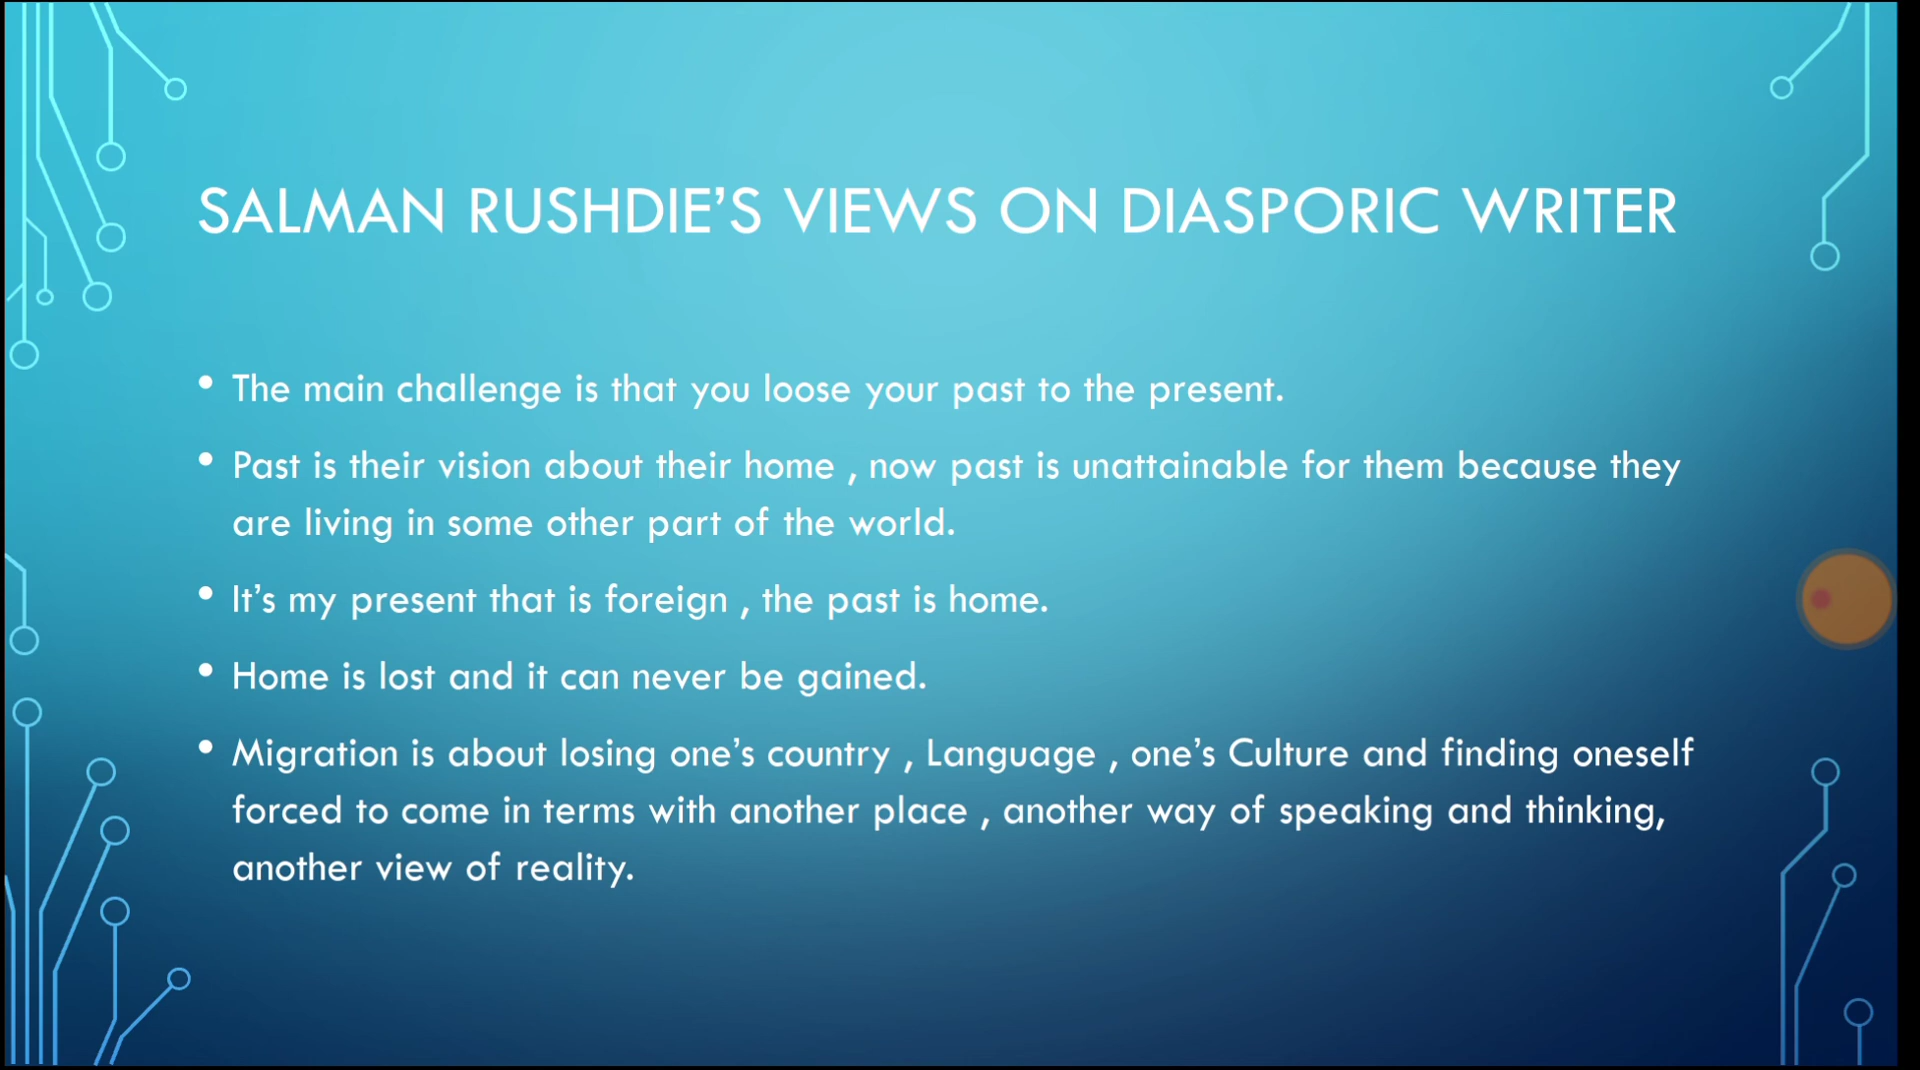 SALMAN RUSHDIE’S VIEWS ON DIASPORIC WRITER
• The main challenge is that you loose your past to the present.
• Past is their vision about their home , now past is unattainable for them because they
are living in some other part of the world.
• It’s my present that is foreign , the past is home.
• Home is lost and it can never be gained.
• Migration is about losing one’s country , Language , one’s Culture and finding oneself
forced to come in terms with another place , another way of speaking and thinking,
another view of reality.